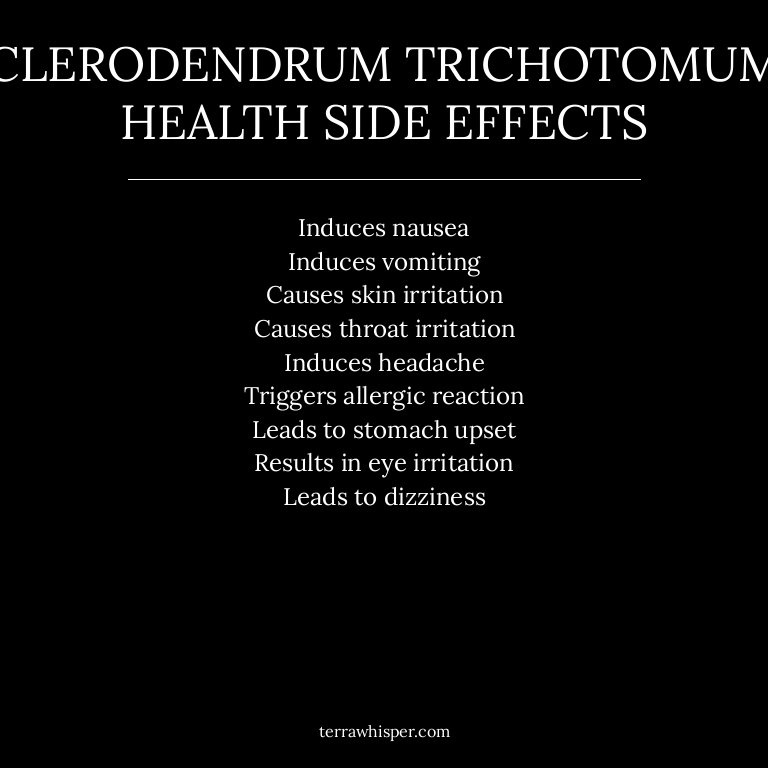 CLERODENDRUM TRICHOTOMUM
HEALTH SIDE EFFECTS
Induces nausea
Induces vomiting
Causes skin irritation
Causes throat irritation
Induces headache
Triggers allergic reaction
Leads to stomach upset
Results in eye irritation
Leads to dizziness
terrawhisper.com